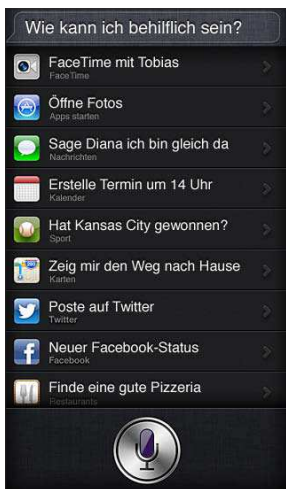 Wie kann ich behilflich sein?
FaceTime mit Tobias
FaceTime
Öffne Fotos
Apps starten
Sage Diana ich bin gleich da
Nachrichten
Erstelle Termin um 14 Uhr
Kalender
Hat Kansas City gewonnen?
Sport
Zeig mir den Weg nach Hause
Karten
Poste auf Twitter
Twitter
Neuer Facebook-Status
Facebook
Finde eine gute Pizzeria
Restaurants